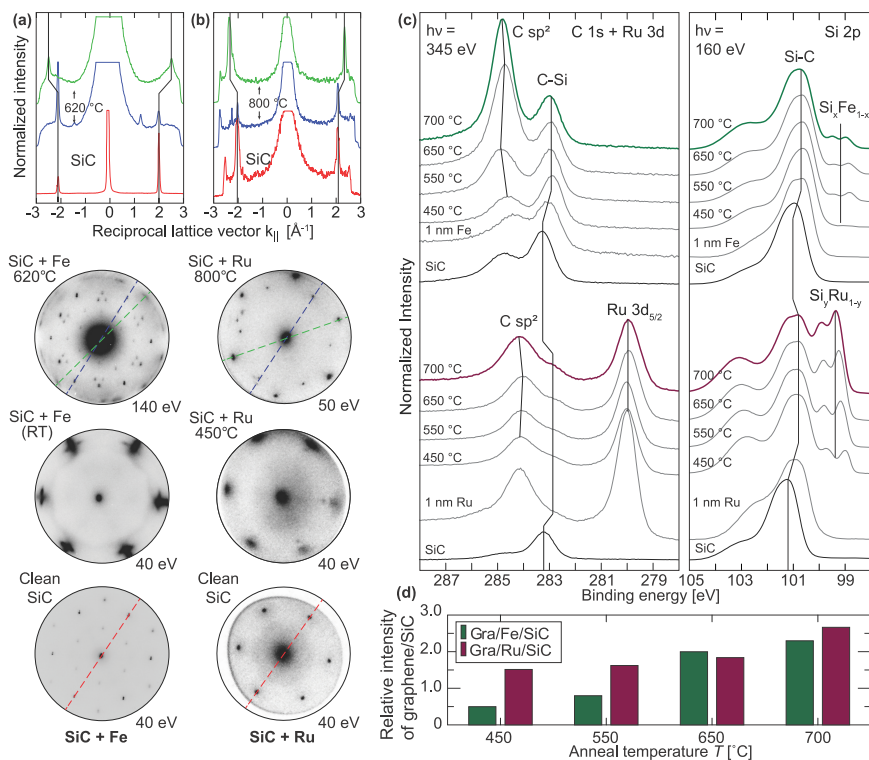 (a)
Normalized intensity
620 °C
SiC
-3 -2 -1 0 1 2 3
(b)
800 °C
SiC
-3 -2 -1 0 1 2 3
Reciprocal lattice vector k|| [Å-1]
SiC + Fe
620℃
140 eV
SiC + Ru
800℃
50 eV
SiC + Fe
(RT)
40 eV
SiC + Ru
450℃
40 eV
Clean
SiC
40 eV
Clean
SiC
40 eV
SiC + Fe
SiC + Ru
(c)
hν =
345 eV
C sp²
C 1s + Ru 3d
C-Si
700 °C
650 °C
550 °C
450 °C
1 nm Fe
SiC
Normalized Intensity
C sp²
Ru 3d5/2
700 °C
650 °C
550 °C
450 °C
1 nm Ru
SiC
287 285 283 281 279
hν =
160 eV
Si 2p
Si-C
SixFe1-x
700 °C
650 °C
550 °C
450 °C
1 nm Fe
SiC
SiyRu1-y
700 °C
650 °C
550 °C
450 °C
1 nm Ru
SiC
105 103 101 99
Binding energy [eV]
(d)
Relative intensity
of graphene/SiC
3.0
2.0
1.0
Gra/Fe/SiC
Gra/Ru/SiC
450 550 650 700
Anneal temperature T [˚C]